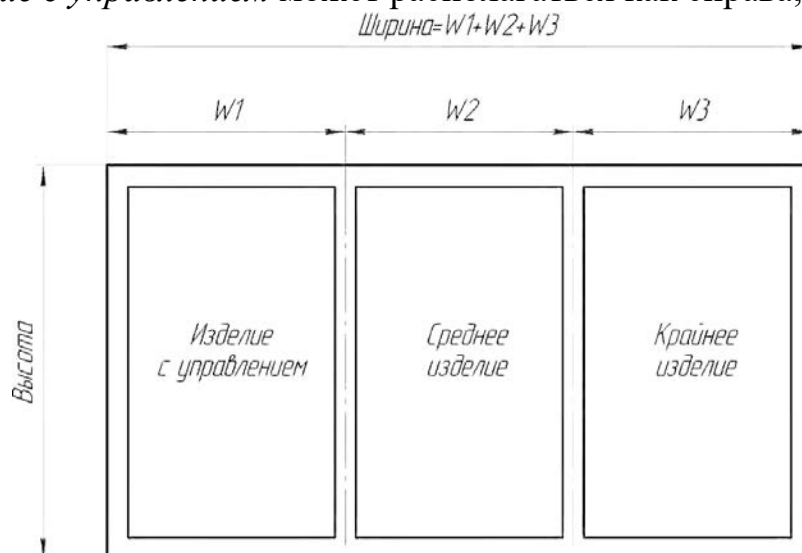 с управлением может располагаться как справа,
Ширина=W1+W2+W3
W1 W2 W3
Высота
Изделие
с управлением
Среднее
изделие
Крайнее
изделие